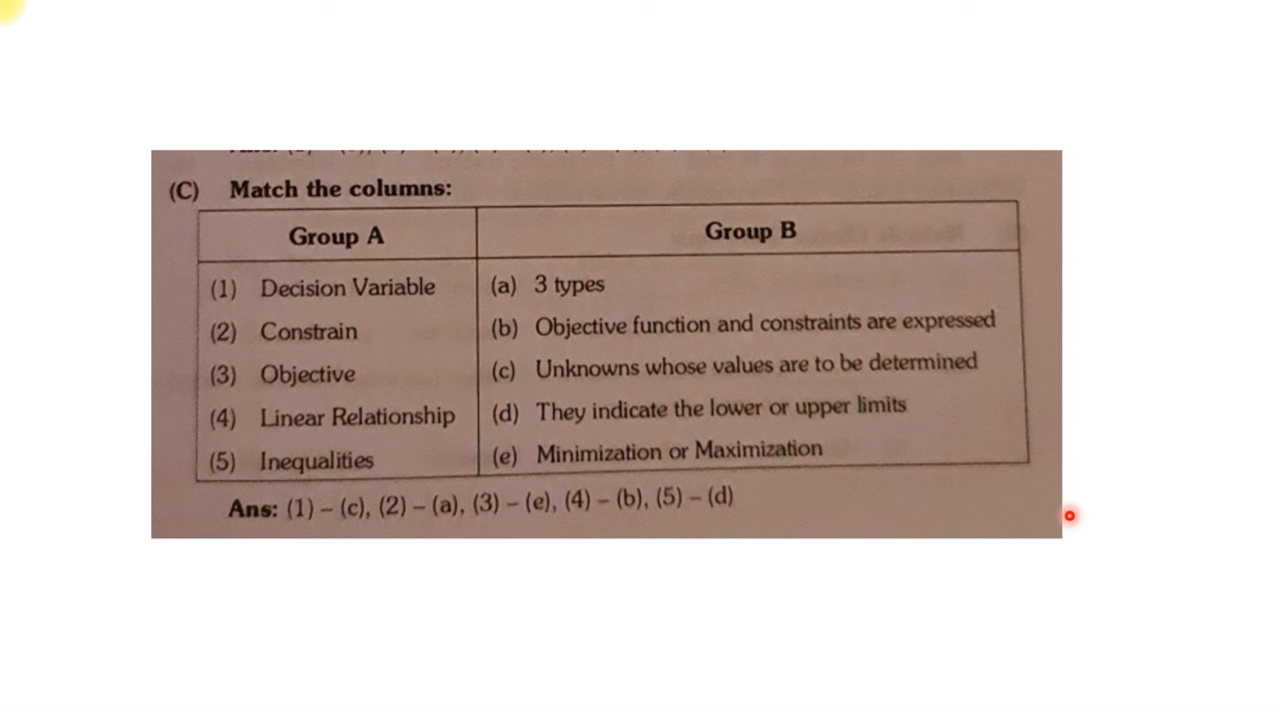 (C) Match the columns:
Group A Group B
(1) Decision Variable (a) 3 types
(2) Constrain (b) Objective function and constraints are expressed
(3) Objective (c) Unknowns whose values are to be determined
(4) Linear Relationship (d) They indicate the lower or upper limits
(5) Inequalities (e) Minimization or Maximization
Ans: (1) – (c), (2) – (a), (3) – (e), (4) – (b), (5) – (d)